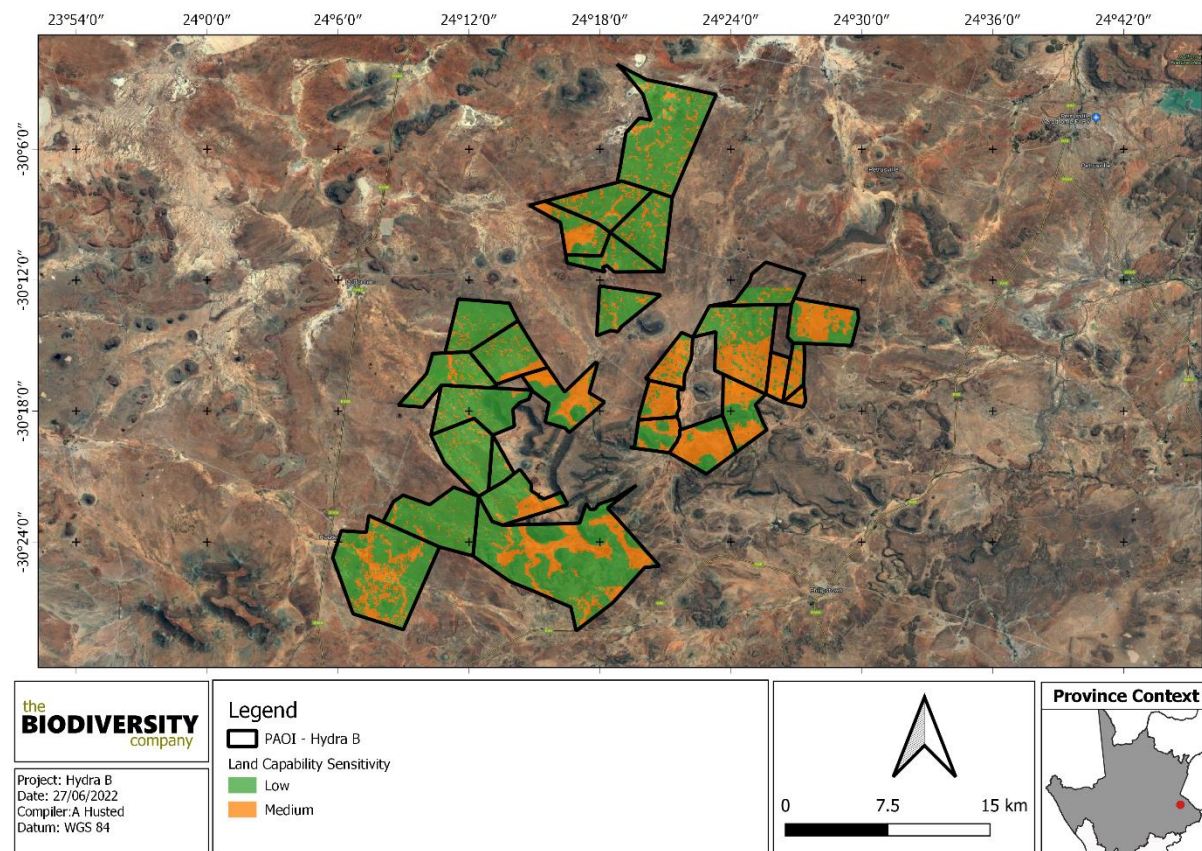 23°54′0″ 24°0′0″ 24°6′0″ 24°12′0″ 24°18′0″ 24°24′0″ 24°30′0″ 24°36′0″ 24°42′0″
-30°6′0″
-30°12′0″
-30°18′0″
-30°24′0″
Petrusville
Philipstown
the
BIODIVERSITY
company
Project: Hydra B
Date: 27/06/2022
Compiler:A Husted
Datum: WGS 84
Legend
PAOI - Hydra B
Land Capability Sensitivity
Low
Medium
0 7.5 15 km
Province Context